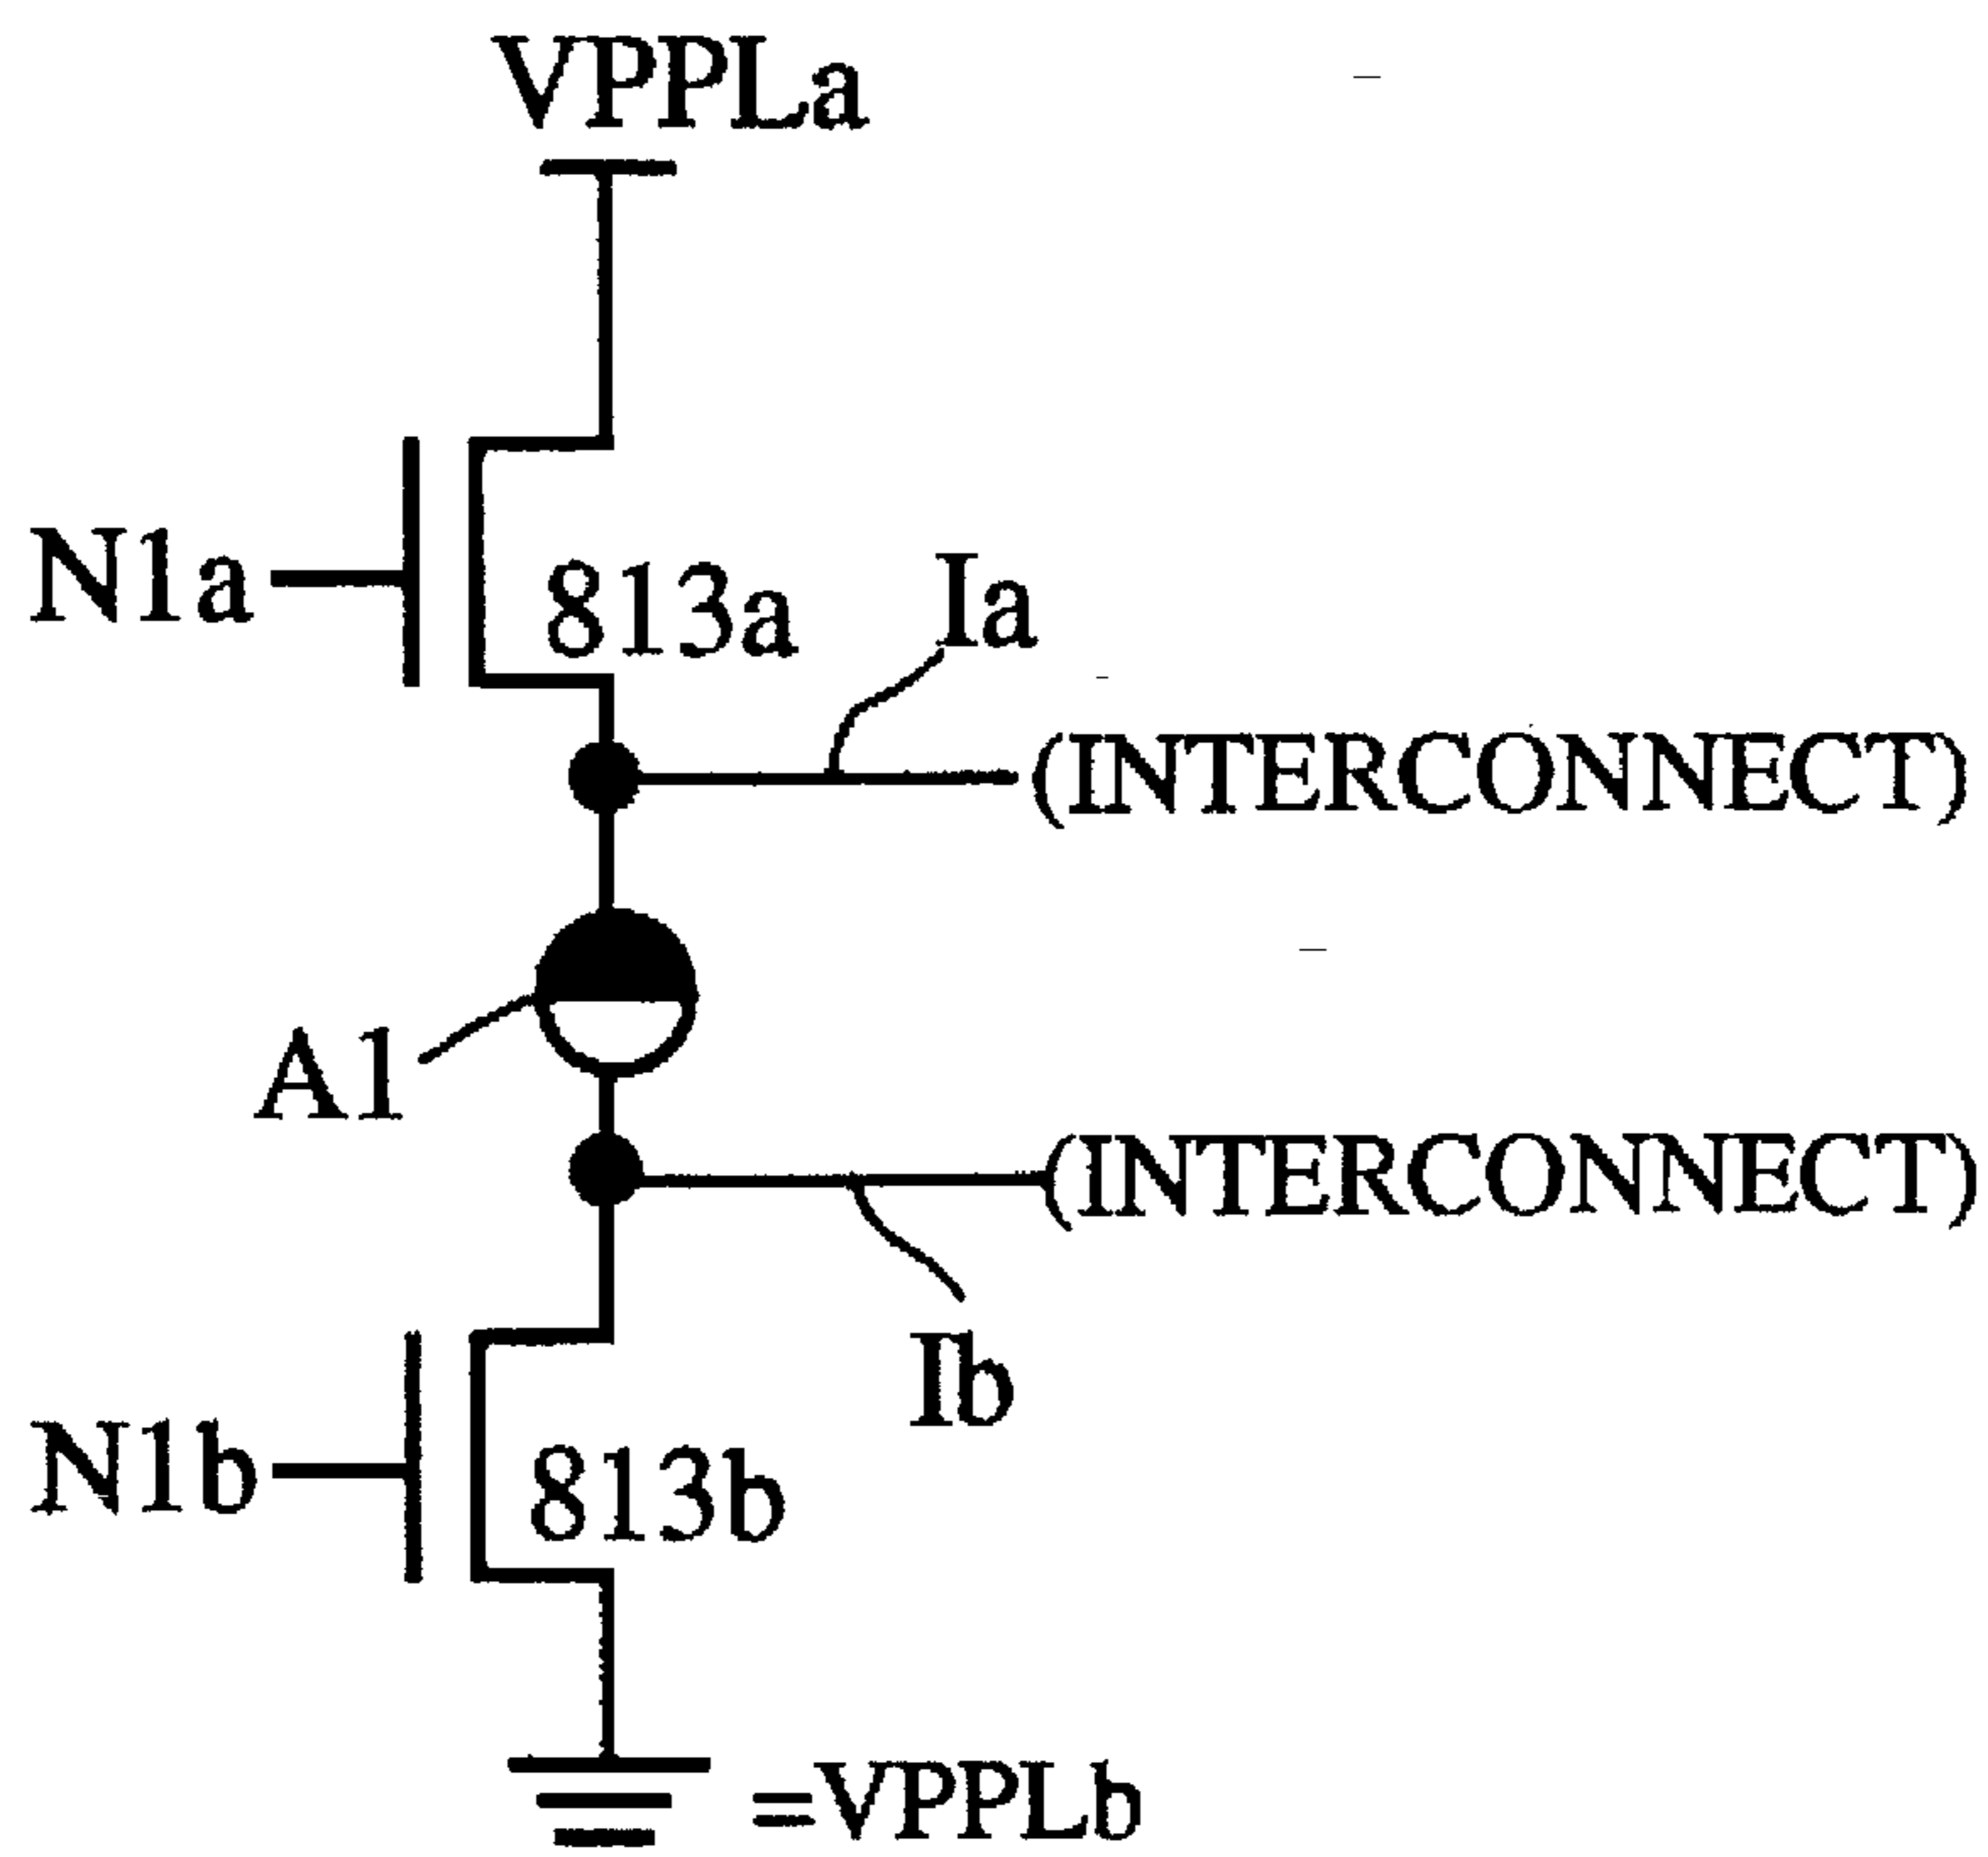 VPPLa
N1a
813a
Ia
(INTERCONNECT)
A1
(INTERCONNECT)
Ib
N1b
813b
=VPPLb